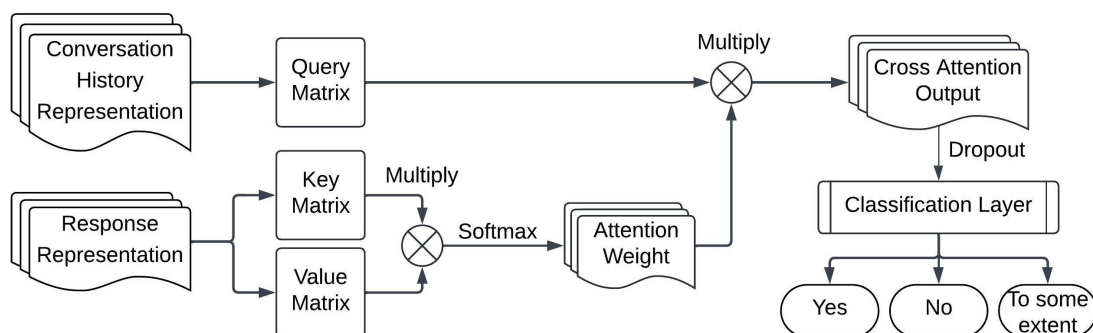 Conversation
History
Representation
Query
Matrix
Multiply
Cross Attention
Output
Dropout
Response
Representation
Key
Matrix
Value
Matrix
Multiply
Softmax
Attention
Weight
Classification Layer
Yes
No
To some
extent